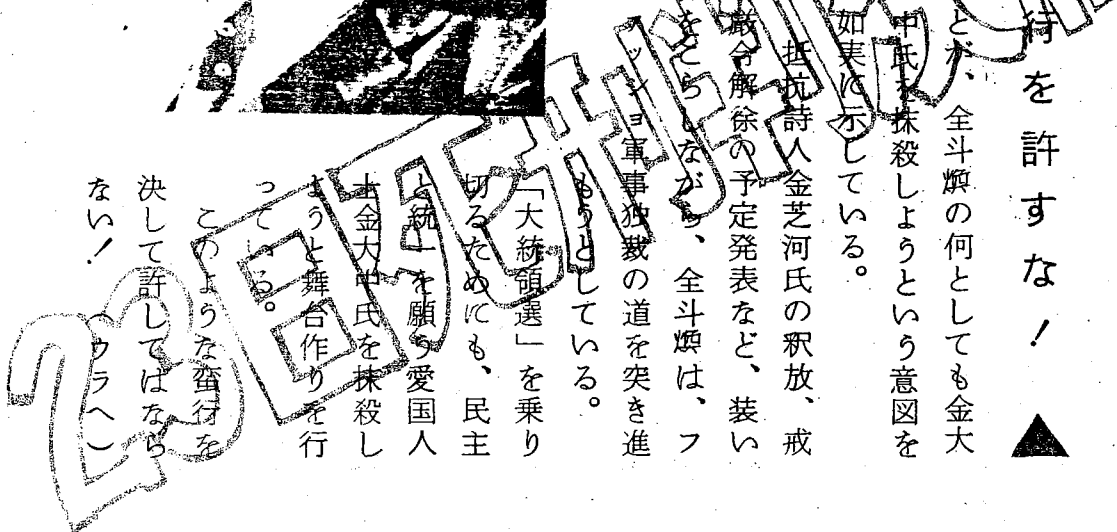 行を許すな！▲
とが、全斗煥の何としても金大
中氏を抹殺しようという意図を
如実に示している。
抵抗詩人金芝河氏の釈放、戒
厳令解除の予定発表など、装い
をこらしながら、全斗煥は、フ
ァッショ軍事独裁の道を突き進
もうとしている。
「大統領選」を乗り
切るためにも、民主
と統一を願う愛国人
士金大中氏を抹殺し
ようと舞台作りを行
っている。
このような蛮行を
決して許してはなら
ない！（ウラへ）
23日死刑